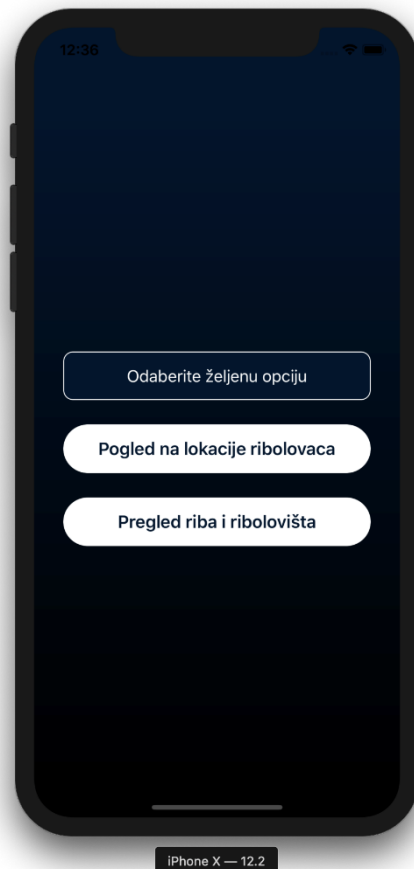 12:36
Odaberite željenu opciju
Pogled na lokacije ribolovaca
Pregled riba i ribolovišta
iPhone X — 12.2